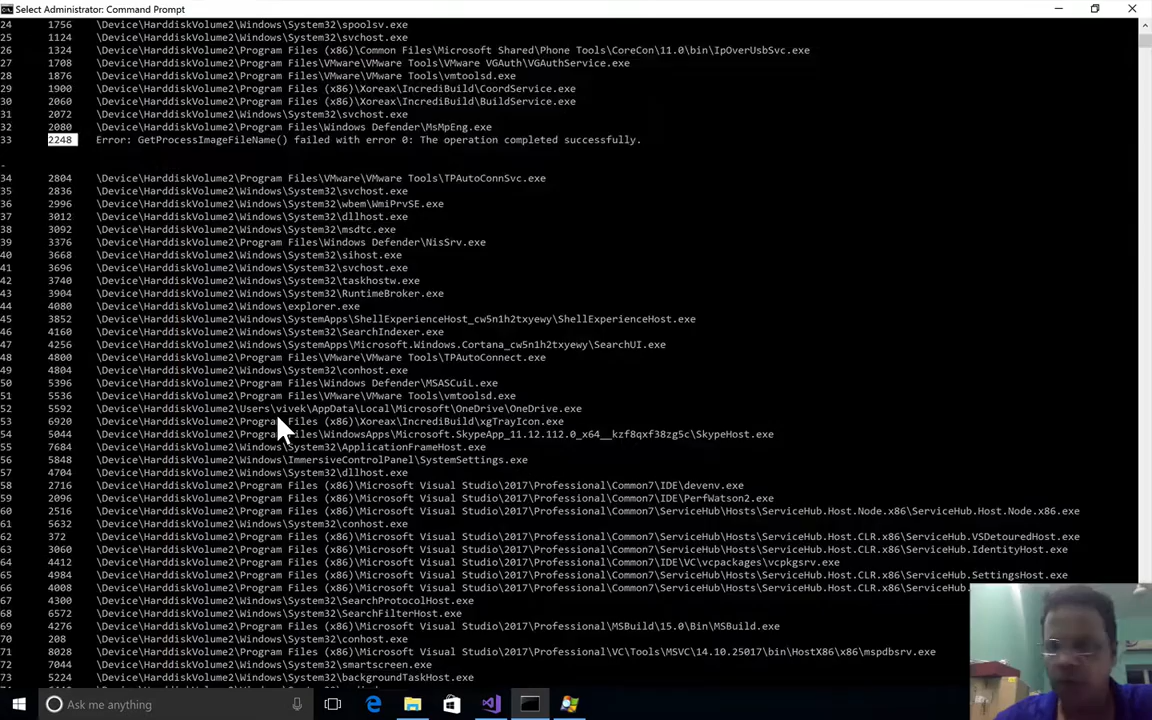 Select Administrator: Command Prompt
24 1756 \Device\HarddiskVolume2\Windows\System32\spoolsv.exe
25 1124 \Device\HarddiskVolume2\Windows\System32\svchost.exe
26 1324 \Device\HarddiskVolume2\Program Files (x86)\Common Files\Microsoft Shared\Phone Tools\CoreCon\11.0\bin\IpOverUsbSvc.exe
27 1708 \Device\HarddiskVolume2\Program Files\VMware\VMware Tools\VMware VGAuth\VGAuthService.exe
28 1876 \Device\HarddiskVolume2\Program Files\VMware\VMware Tools\vmtoolsd.exe
29 1900 \Device\HarddiskVolume2\Program Files (x86)\Xoreax\IncrediBuild\CoordService.exe
30 2060 \Device\HarddiskVolume2\Program Files (x86)\Xoreax\IncrediBuild\BuildService.exe
31 2072 \Device\HarddiskVolume2\Windows\System32\svchost.exe
32 2080 \Device\HarddiskVolume2\Program Files\Windows Defender\MsMpEng.exe
33 2248 Error: GetProcessImageFileName() failed with error 0: The operation completed successfully.
34 2804 \Device\HarddiskVolume2\Program Files\VMware\VMware Tools\TPAutoConnSvc.exe
35 2836 \Device\HarddiskVolume2\Windows\System32\svchost.exe
36 2996 \Device\HarddiskVolume2\Windows\System32\wbem\WmiPrvSE.exe
37 3012 \Device\HarddiskVolume2\Windows\System32\dllhost.exe
38 3092 \Device\HarddiskVolume2\Windows\System32\msdtc.exe
39 3376 \Device\HarddiskVolume2\Program Files\Windows Defender\NisSrv.exe
40 3668 \Device\HarddiskVolume2\Windows\System32\sihost.exe
41 3696 \Device\HarddiskVolume2\Windows\System32\svchost.exe
42 3740 \Device\HarddiskVolume2\Windows\System32\taskhostw.exe
43 3904 \Device\HarddiskVolume2\Windows\System32\RuntimeBroker.exe
44 4080 \Device\HarddiskVolume2\Windows\explorer.exe
45 3852 \Device\HarddiskVolume2\Windows\SystemApps\ShellExperienceHost_cw5n1h2txyewy\ShellExperienceHost.exe
46 4160 \Device\HarddiskVolume2\Windows\System32\SearchIndexer.exe
47 4256 \Device\HarddiskVolume2\Windows\SystemApps\Microsoft.Windows.Cortana_cw5n1h2txyewy\SearchUI.exe
48 4800 \Device\HarddiskVolume2\Program Files\VMware\VMware Tools\TPAutoConnect.exe
49 4804 \Device\HarddiskVolume2\Windows\System32\conhost.exe
50 5396 \Device\HarddiskVolume2\Program Files\Windows Defender\MSASCuiL.exe
51 5536 \Device\HarddiskVolume2\Program Files\VMware\VMware Tools\vmtoolsd.exe
52 5592 \Device\HarddiskVolume2\Users\vivek\AppData\Local\Microsoft\OneDrive\OneDrive.exe
53 6920 \Device\HarddiskVolume2\Program Files (x86)\Xoreax\IncrediBuild\xgTrayIcon.exe
54 5044 \Device\HarddiskVolume2\Program Files\WindowsApps\Microsoft.SkypeApp_11.12.112.0_x64__kzf8qxf38zg5c\SkypeHost.exe
55 7684 \Device\HarddiskVolume2\Windows\System32\ApplicationFrameHost.exe
56 5848 \Device\HarddiskVolume2\Windows\ImmersiveControlPanel\SystemSettings.exe
57 4704 \Device\HarddiskVolume2\Windows\System32\dllhost.exe
58 2716 \Device\HarddiskVolume2\Program Files (x86)\Microsoft Visual Studio\2017\Professional\Common7\IDE\devenv.exe
59 2096 \Device\HarddiskVolume2\Program Files (x86)\Microsoft Visual Studio\2017\Professional\Common7\IDE\PerfWatson2.exe
60 2516 \Device\HarddiskVolume2\Program Files (x86)\Microsoft Visual Studio\2017\Professional\Common7\ServiceHub\Hosts\ServiceHub.Host.Node.x86\ServiceHub.Host.Node.x86.exe
61 5632 \Device\HarddiskVolume2\Windows\System32\conhost.exe
62 372 \Device\HarddiskVolume2\Program Files (x86)\Microsoft Visual Studio\2017\Professional\Common7\ServiceHub\Hosts\ServiceHub.Host.CLR.x86\ServiceHub.VSDetouredHost.exe
63 3060 \Device\HarddiskVolume2\Program Files (x86)\Microsoft Visual Studio\2017\Professional\Common7\ServiceHub\Hosts\ServiceHub.Host.CLR.x86\ServiceHub.IdentityHost.exe
64 4412 \Device\HarddiskVolume2\Program Files (x86)\Microsoft Visual Studio\2017\Professional\Common7\IDE\VC\vcpackages\vcpkgsrv.exe
65 4984 \Device\HarddiskVolume2\Program Files (x86)\Microsoft Visual Studio\2017\Professional\Common7\ServiceHub\Hosts\ServiceHub.Host.CLR.x86\ServiceHub.SettingsHost.exe
66 4008 \Device\HarddiskVolume2\Program Files (x86)\Microsoft Visual Studio\2017\Professional\Common7\ServiceHub\Hosts\ServiceHub.Host.CLR
67 4300 \Device\HarddiskVolume2\Windows\System32\SearchProtocolHost.exe
68 6572 \Device\HarddiskVolume2\Windows\System32\SearchFilterHost.exe
69 4276 \Device\HarddiskVolume2\Program Files (x86)\Microsoft Visual Studio\2017\Professional\MSBuild\15.0\Bin\MSBuild.exe
70 208 \Device\HarddiskVolume2\Windows\System32\conhost.exe
71 8028 \Device\HarddiskVolume2\Program Files (x86)\Microsoft Visual Studio\2017\Professional\VC\Tools\MSVC\14.10.25017\bin\HostX86\x86\mspdbsrv.exe
72 7044 \Device\HarddiskVolume2\Windows\System32\smartscreen.exe
73 5224 \Device\HarddiskVolume2\Windows\System32\backgroundTaskHost.exe
Ask me anything